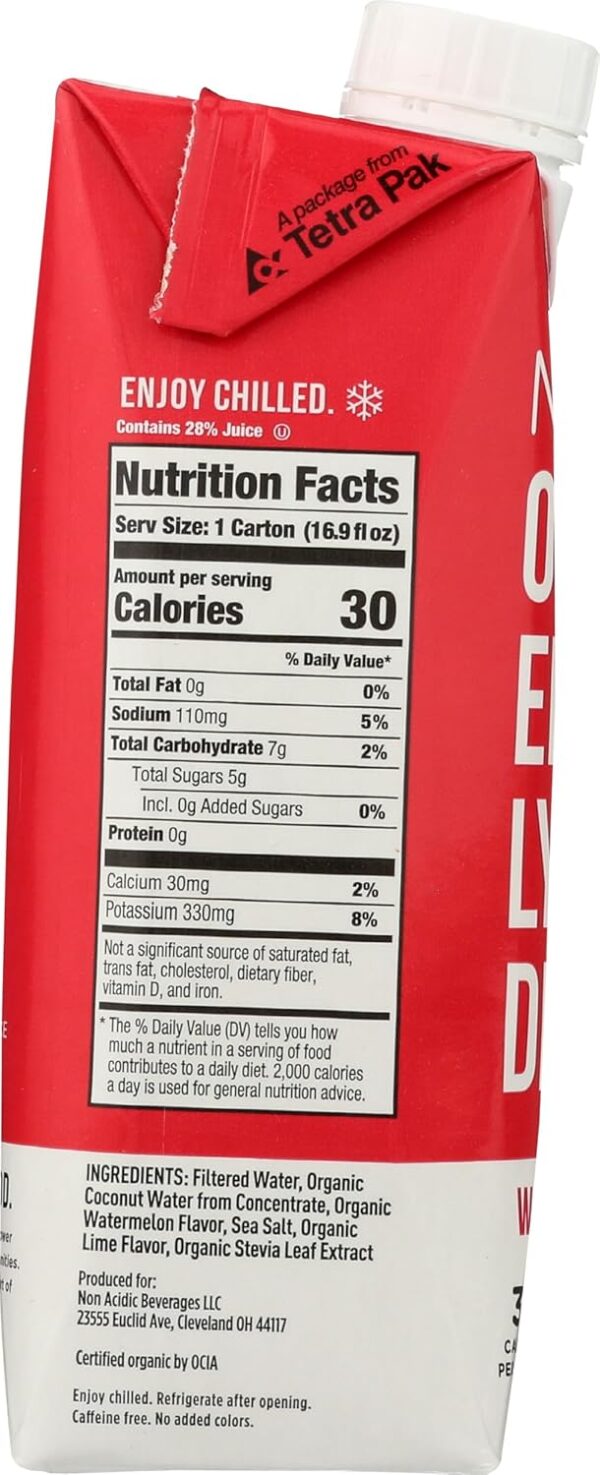 A package from
Tetra Pak
ENJOY CHILLED.
Contains 28% Juice Ⓤ
Nutrition Facts
Serv Size: 1 Carton (16.9 fl oz)
Amount per serving
Calories 30
% Daily Value*
Total Fat 0g 0%
Sodium 110mg 5%
Total Carbohydrate 7g 2%
Total Sugars 5g
Incl. 0g Added Sugars 0%
Protein 0g
Calcium 30mg 2%
Potassium 330mg 8%
Not a significant source of saturated fat,
trans fat, cholesterol, dietary fiber,
vitamin D, and iron.
* The % Daily Value (DV) tells you how
much a nutrient in a serving of food
contributes to a daily diet. 2,000 calories
a day is used for general nutrition advice.
INGREDIENTS: Filtered Water, Organic
Coconut Water from Concentrate, Organic
Watermelon Flavor, Sea Salt, Organic
Lime Flavor, Organic Stevia Leaf Extract
Produced for:
Non Acidic Beverages LLC
23555 Euclid Ave, Cleveland OH 44117
Certified organic by OCIA
Enjoy chilled. Refrigerate after opening.
Caffeine free. No added colors.